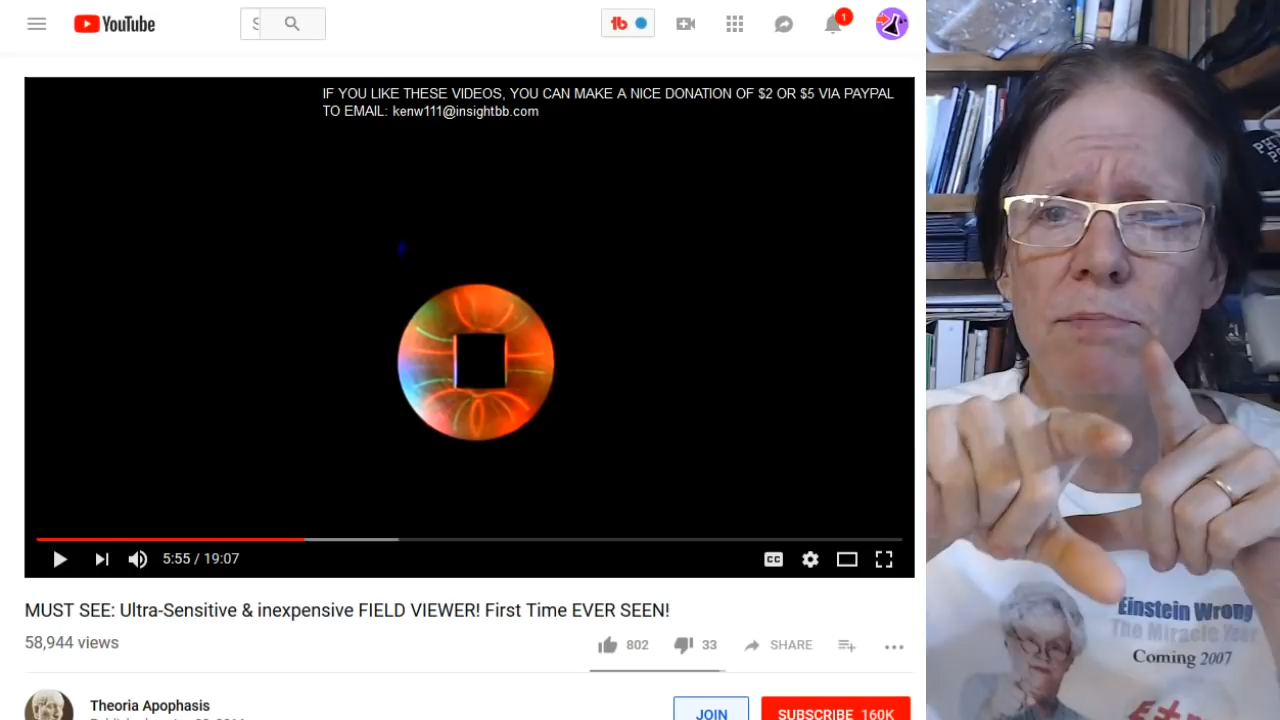 YouTube
S
1
IF YOU LIKE THESE VIDEOS, YOU CAN MAKE A NICE DONATION OF $2 OR $5 VIA PAYPAL
TO EMAIL: kenw111@insightbb.com
5:55 / 19:07
CC
MUST SEE: Ultra-Sensitive & inexpensive FIELD VIEWER! First Time EVER SEEN!
58,944 views
802
33
SHARE
Theoria Apophasis
JOIN
SUBSCRIBE 160K
Einstein Wrong
The Miracle Year
Coming 2007